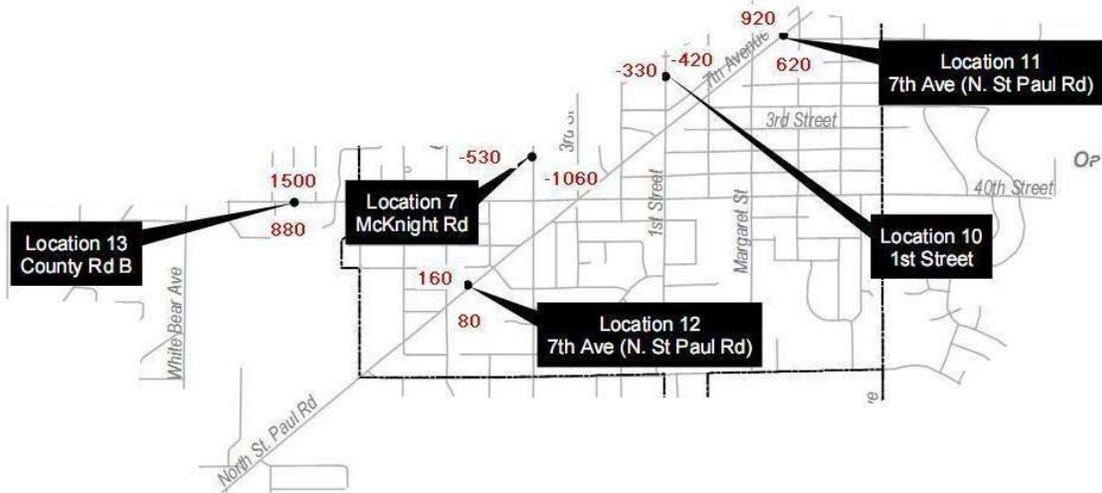 920
-420
-330
7th Avenue
620
Location 11
7th Ave (N. St Paul Rd)
3rd Street
3rd S
-530
-1060
1500
880
Location 7
McKnight Rd
40th Street
1st Street
Margaret St
Location 13
County Rd B
Location 10
1st Street
160
80
Location 12
7th Ave (N. St Paul Rd)
White Bear Ave
North St. Paul Rd